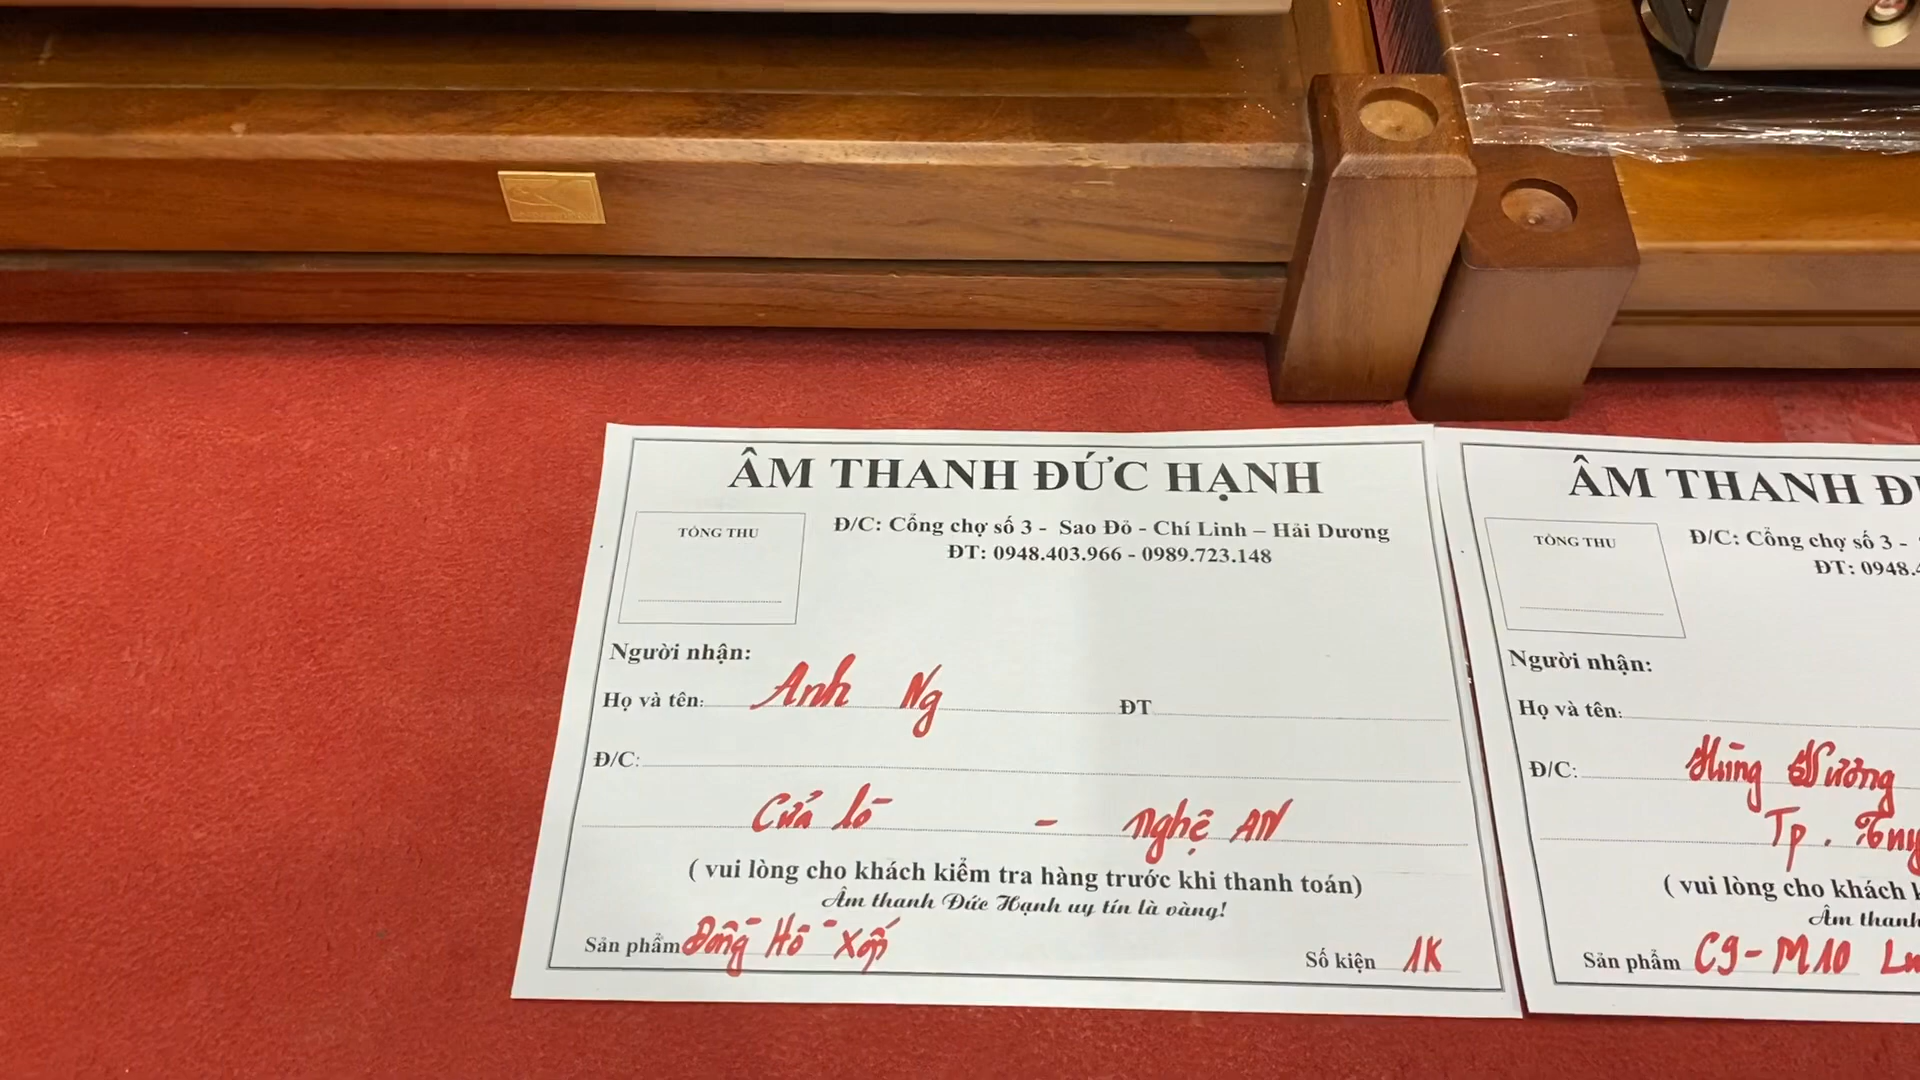 ÂM THANH ĐỨC HẠNH
TỔNG THU
Đ/C: Cổng chợ số 3 - Sao Đỏ - Chí Linh – Hải Dương
ĐT: 0948.403.966 - 0989.723.148
Người nhận:
Họ và tên: Anh Ng ĐT
Đ/C:
Cửa lò - Nghệ AN
( vui lòng cho khách kiểm tra hàng trước khi thanh toán)
Âm thanh Đức Hạnh uy tín là vàng!
Sản phẩm Đồng Hồ Xốp Số kiện 1K
ÂM THANH
TỔNG THU
Đ/C: Cổng chợ số 3 -
ĐT: 0948.
Người nhận:
Họ và tên:
Đ/C: Hùng Vương
Tp.
( vui lòng cho khách
Âm thanh
Sản phẩm C9-M10